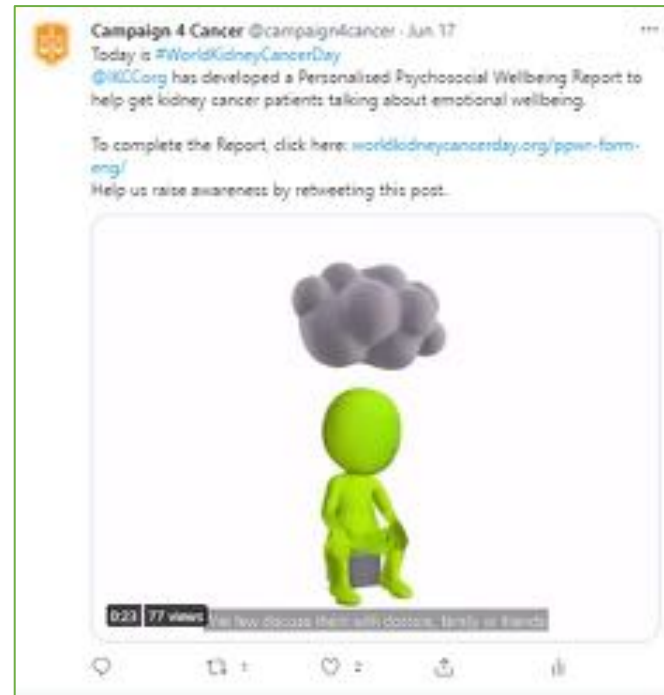 Campaign 4 Cancer @campaign4cancer · Jun 17
Today is #WorldKidneyCancerDay
@IKCCorg has developed a Personalised Psychosocial Wellbeing Report to
help get kidney cancer patients talking about emotional wellbeing.
To complete the Report, click here: worldkidneycancerday.org/ppwr-form-
eng/
Help us raise awareness by retweeting this post.
0:23 77 views
Yet few discuss them with doctors, family or friends
1 2